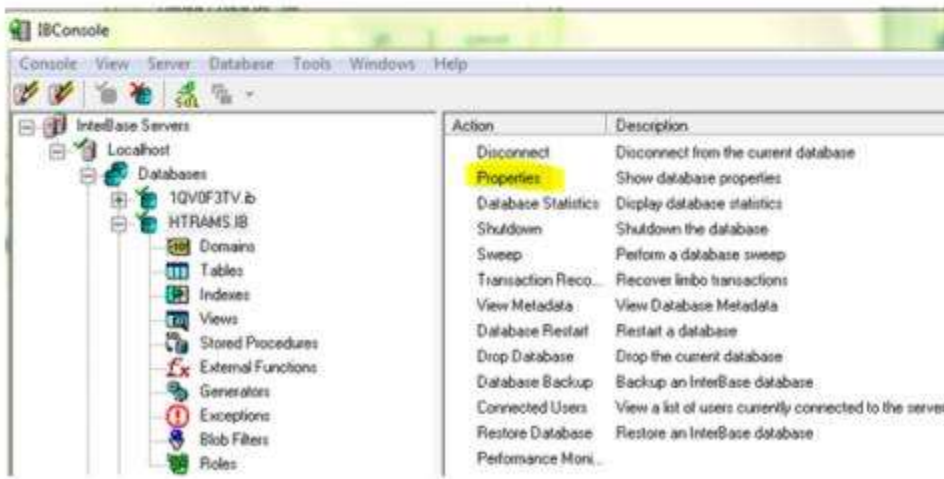 IBConsole
Console View Server Database Tools Windows Help
InterBase Servers
Localhost
Databases
1QV0F3TV.ib
HTRAMS.IB
Domains
Tables
Indexes
Views
Stored Procedures
External Functions
Generators
Exceptions
Blob Filters
Roles
Action Description
Disconnect Disconnect from the current database
Properties Show database properties
Database Statistics Display database statistics
Shutdown Shutdown the database
Sweep Perform a database sweep
Transaction Reco... Recover limbo transactions
View Metadata View Database Metadata
Database Restart Restart a database
Drop Database Drop the current database
Database Backup Backup an InterBase database
Connected Users View a list of users currently connected to the server
Restore Database Restore an InterBase database
Performance Moni...